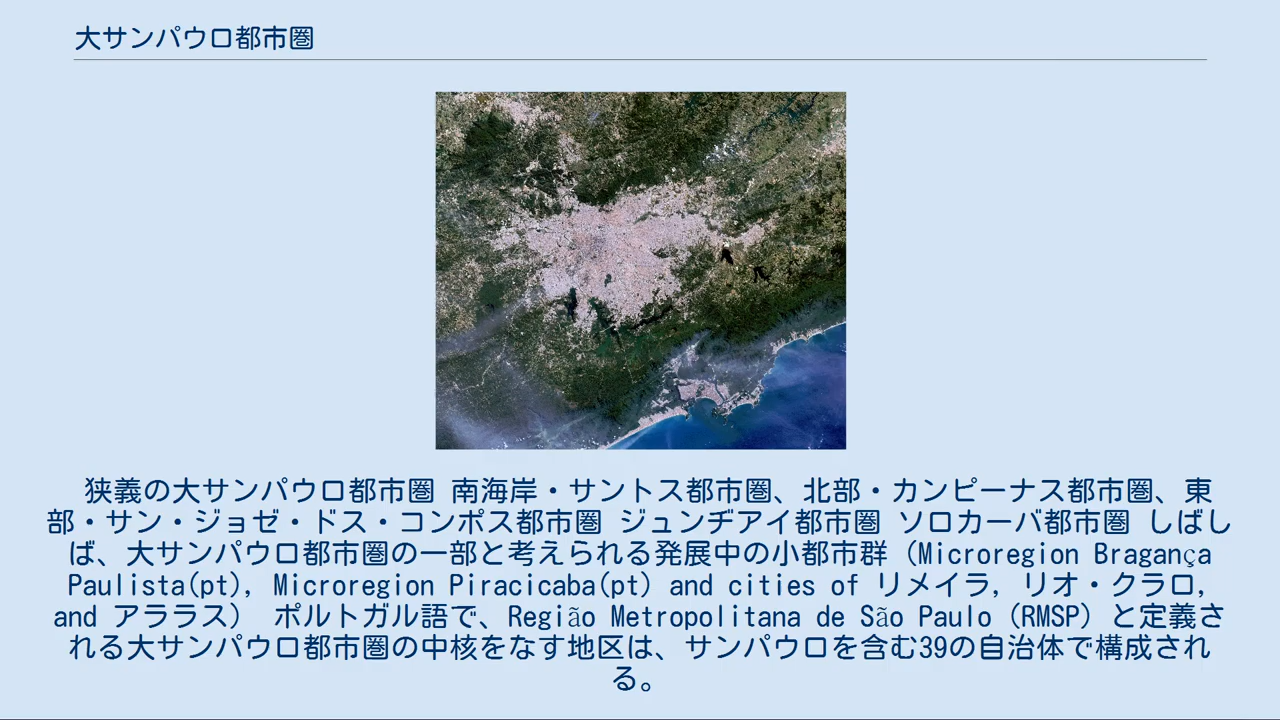 大サンパウロ都市圏
狭義の大サンパウロ都市圏 南海岸・サントス都市圏、北部・カンピーナス都市圏、東
部・サン・ジョゼ・ドス・コンポス都市圏 ジュンヂアイ都市圏 ソロカーバ都市圏 しばし
ば、大サンパウロ都市圏の一部と考えられる発展中の小都市群（Microregion Bragança
Paulista(pt), Microregion Piracicaba(pt) and cities of リメイラ, リオ・クラロ,
and アララス） ポルトガル語で、Região Metropolitana de São Paulo（RMSP）と定義さ
れる大サンパウロ都市圏の中核をなす地区は、サンパウロを含む39の自治体で構成され
る。